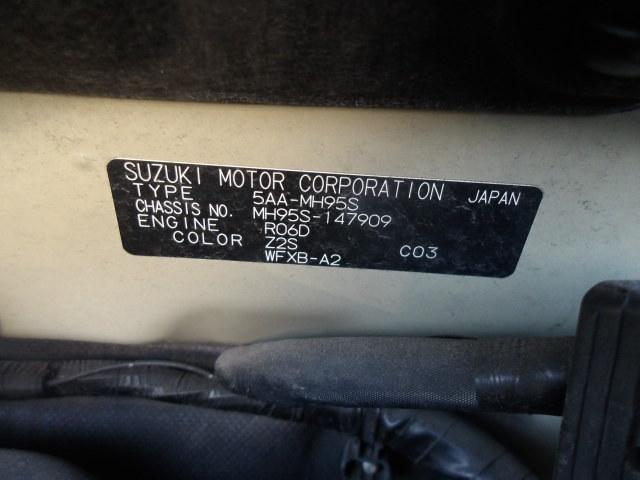 SUZUKI MOTOR CORPORATION JAPAN
TYPE 5AA-MH95S
CHASSIS NO. MH95S-147909
ENGINE R06D
COLOR Z2S
WFXB-A2 C03